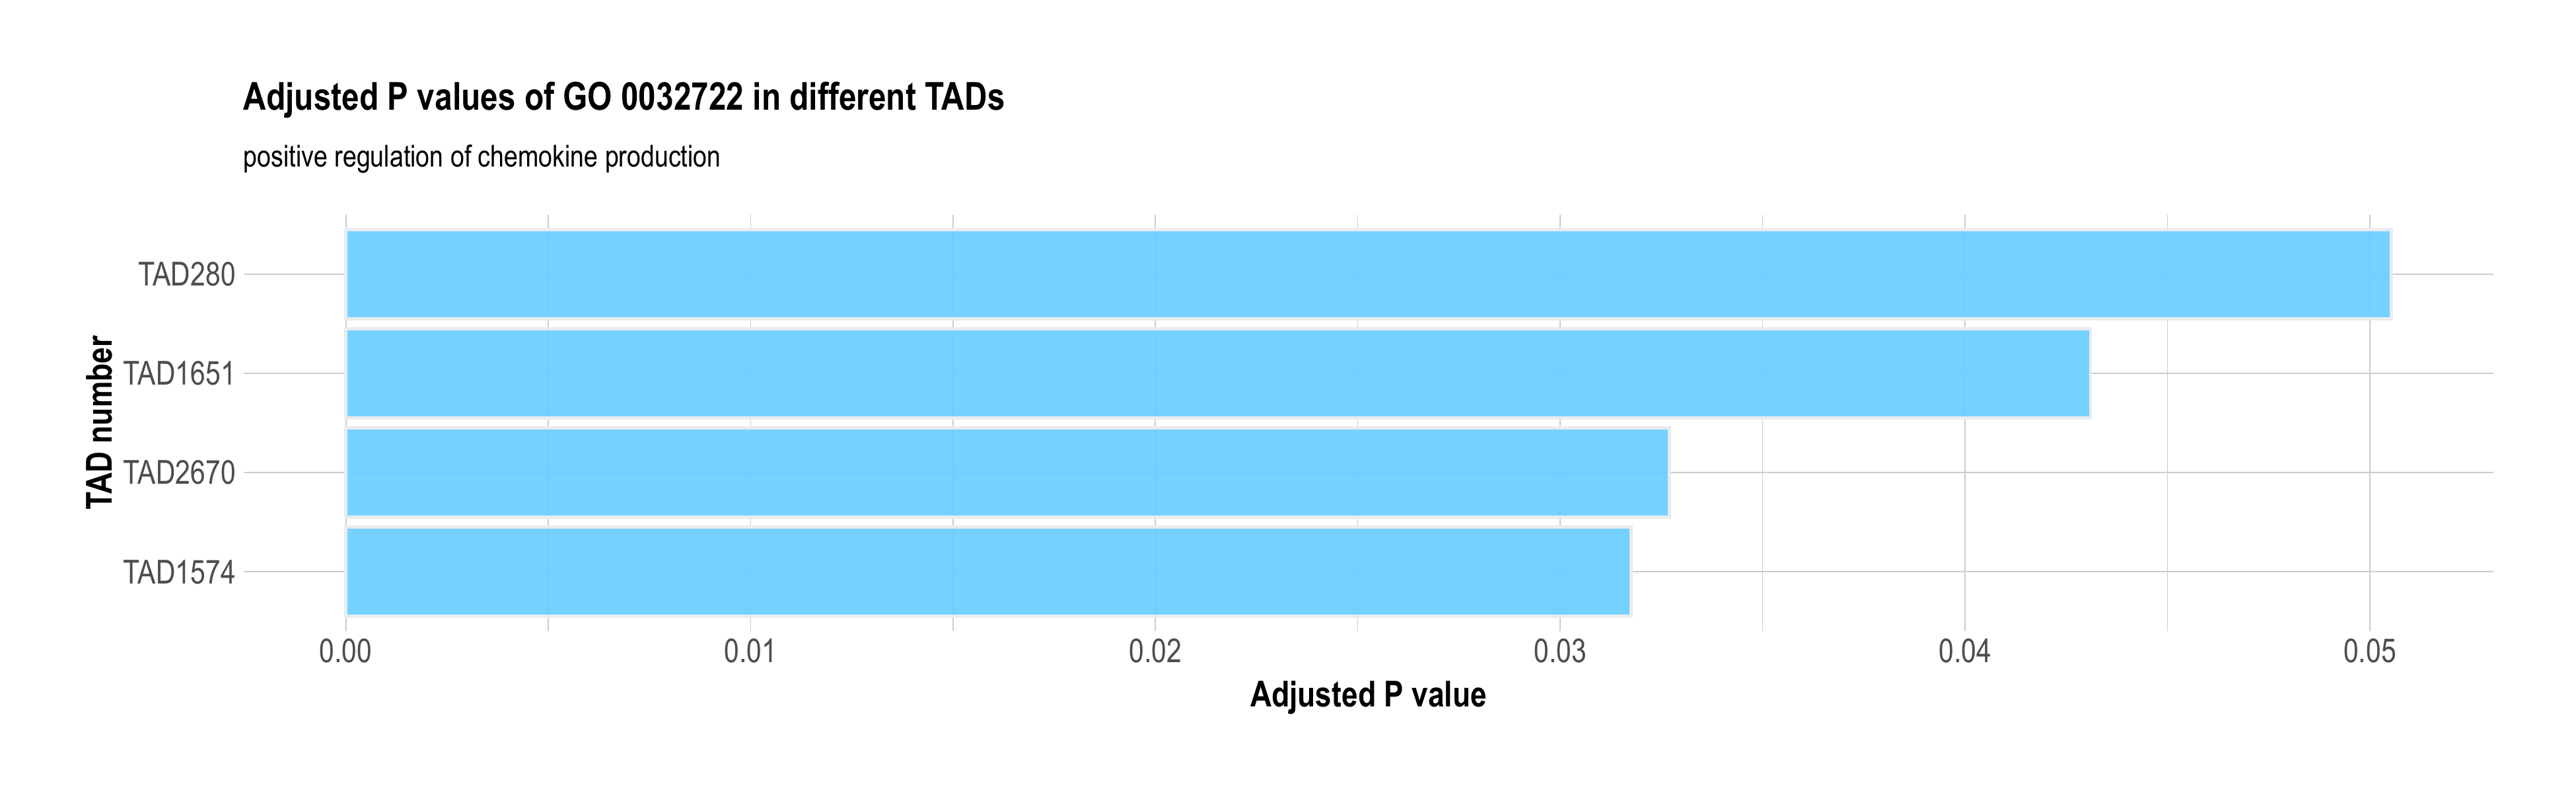 Adjusted P values of GO 0032722 in different TADs
positive regulation of chemokine production
TAD number
TAD280
TAD1651
TAD2670
TAD1574
0.00 0.01 0.02 0.03 0.04 0.05
Adjusted P value